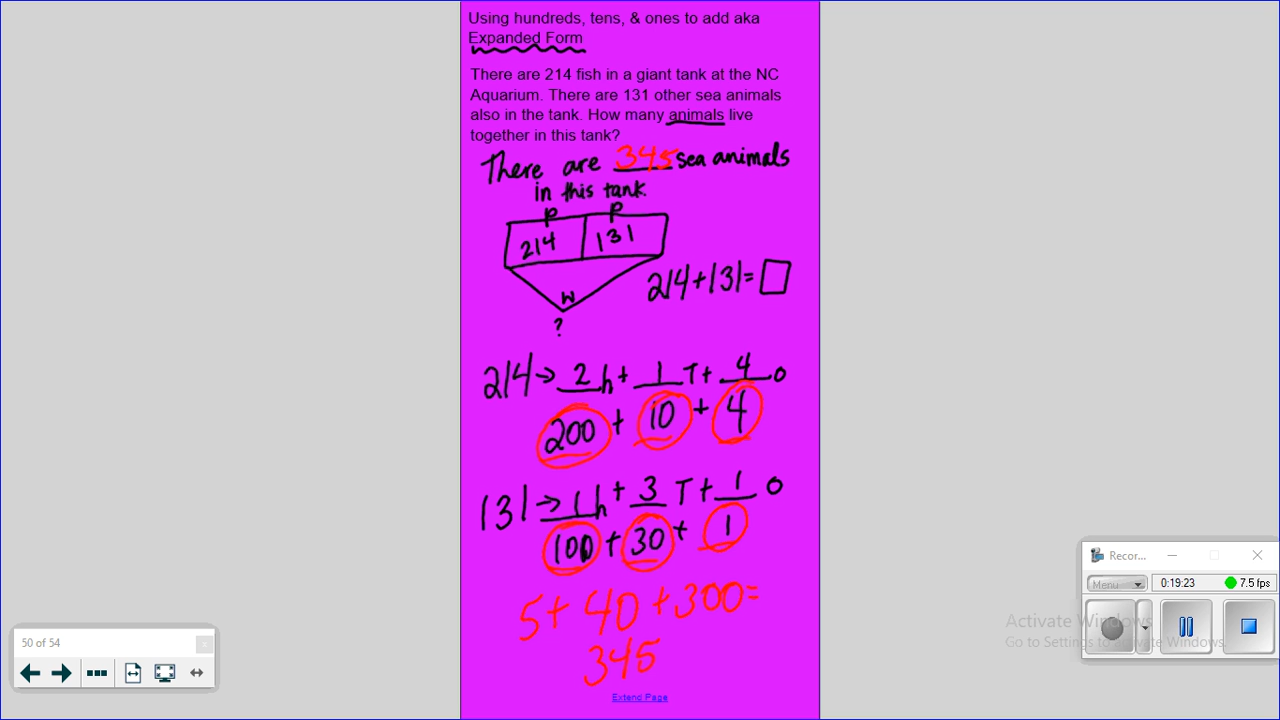 Using hundreds, tens, & ones to add aka
Expanded Form
There are 214 fish in a giant tank at the NC
Aquarium. There are 131 other sea animals
also in the tank. How many animals live
together in this tank?
There are 345 sea animals
in this tank.
P P
214 131
W
?
214+131=
214→ 2 h+ 1 T+ 4 o
200 + 10 + 4
131→ 1 h + 3 T + 1 o
100 + 30 + 1
5+ 40 +300=
345
Extend Page
50 of 54
x
Recor...
Menu
0:19:23
7.5 fps
Activate Windows
Go to Settings to activate Windows.